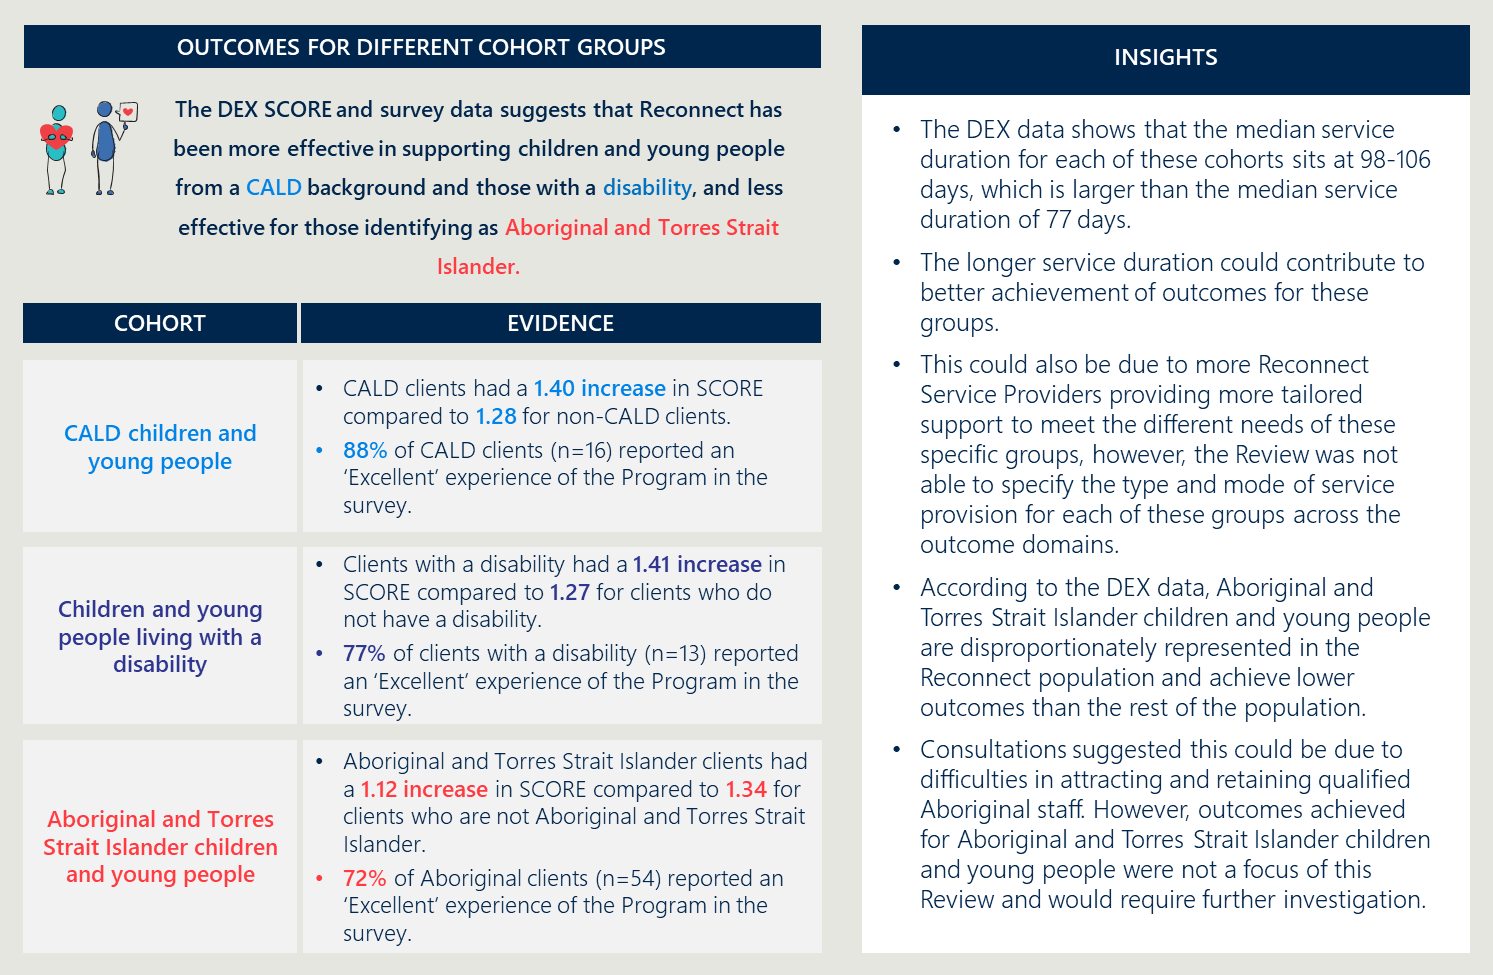 OUTCOMES FOR DIFFERENT COHORT GROUPS
The DEX SCORE and survey data suggests that Reconnect has
been more effective in supporting children and young people
from a CALD background and those with a disability, and less
effective for those identifying as Aboriginal and Torres Strait
Islander.
COHORT
EVIDENCE
CALD children and
young people
• CALD clients had a 1.40 increase in SCORE
compared to 1.28 for non-CALD clients.
• 88% of CALD clients (n=16) reported an
‘Excellent’ experience of the Program in the
survey.
Children and young
people living with a
disability
• Clients with a disability had a 1.41 increase in
SCORE compared to 1.27 for clients who do
not have a disability.
• 77% of clients with a disability (n=13) reported
an ‘Excellent’ experience of the Program in the
survey.
Aboriginal and Torres
Strait Islander children
and young people
• Aboriginal and Torres Strait Islander clients had
a 1.12 increase in SCORE compared to 1.34 for
clients who are not Aboriginal and Torres Strait
Islander.
• 72% of Aboriginal clients (n=54) reported an
‘Excellent’ experience of the Program in the
survey.
INSIGHTS
• The DEX data shows that the median service
duration for each of these cohorts sits at 98-106
days, which is larger than the median service
duration of 77 days.
• The longer service duration could contribute to
better achievement of outcomes for these
groups.
• This could also be due to more Reconnect
Service Providers providing more tailored
support to meet the different needs of these
specific groups, however, the Review was not
able to specify the type and mode of service
provision for each of these groups across the
outcome domains.
• According to the DEX data, Aboriginal and
Torres Strait Islander children and young people
are disproportionately represented in the
Reconnect population and achieve lower
outcomes than the rest of the population.
• Consultations suggested this could be due to
difficulties in attracting and retaining qualified
Aboriginal staff. However, outcomes achieved
for Aboriginal and Torres Strait Islander children
and young people were not a focus of this
Review and would require further investigation.